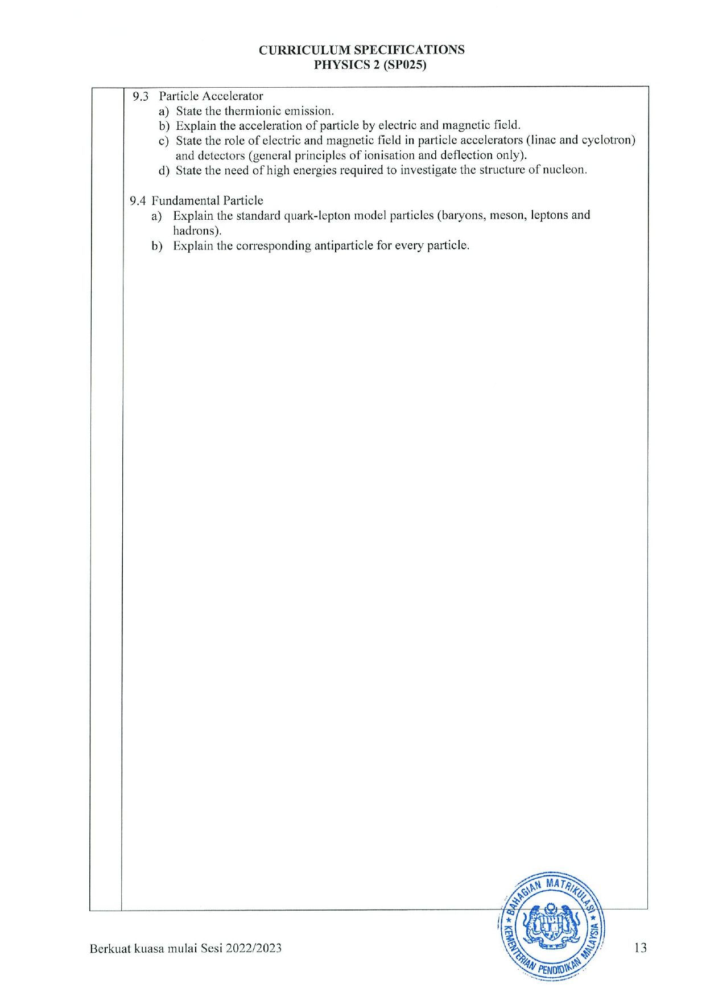 CURRICULUM SPECIFICATIONS
PHYSICS 2 (SP025)
9.3 Particle Accelerator
a) State the thermionic emission.
b) Explain the acceleration of particle by electric and magnetic field.
c) State the role of electric and magnetic field in particle accelerators (linac and cyclotron)
and detectors (general principles of ionisation and deflection only).
d) State the need of high energies required to investigate the structure of nucleon.
9.4 Fundamental Particle
a) Explain the standard quark-lepton model particles (baryons, meson, leptons and
hadrons).
b) Explain the corresponding antiparticle for every particle.
BAHAGIAN MATRIKULASI
KEMENTERIAN PENDIDIKAN MALAYSIA
Berkuat kuasa mulai Sesi 2022/2023
13